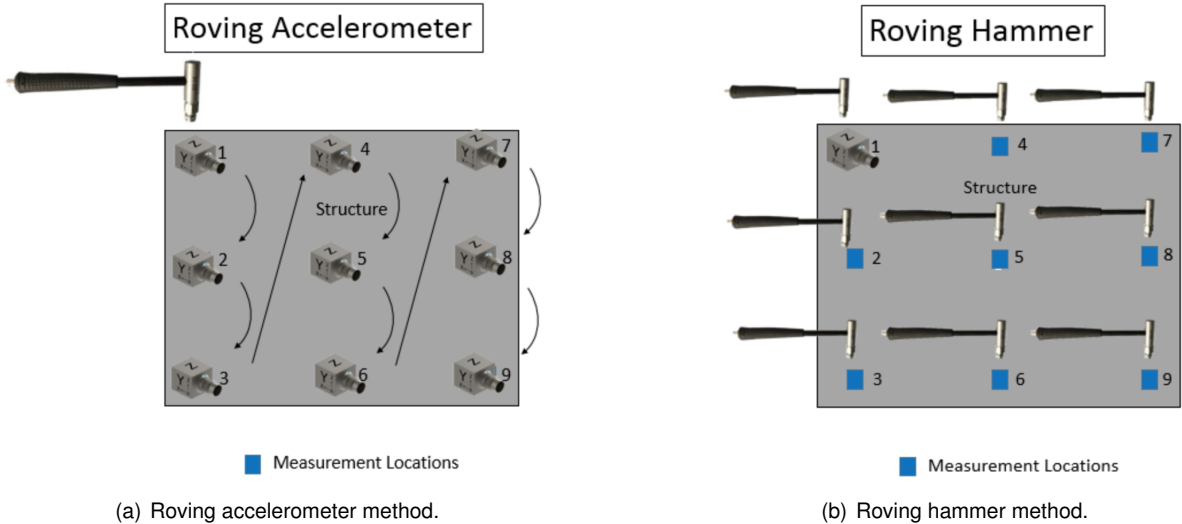 Roving Accelerometer
1 4 7
Structure
2 5 8
3 6 9
Z Y
Z Y
Z Y
Z Y
Z Y
Z Y
Z Y
Z Y
Z Y
Measurement Locations
(a) Roving accelerometer method.
Roving Hammer
Z Y
1 4 7
Structure
2 5 8
3 6 9
Measurement Locations
(b) Roving hammer method.